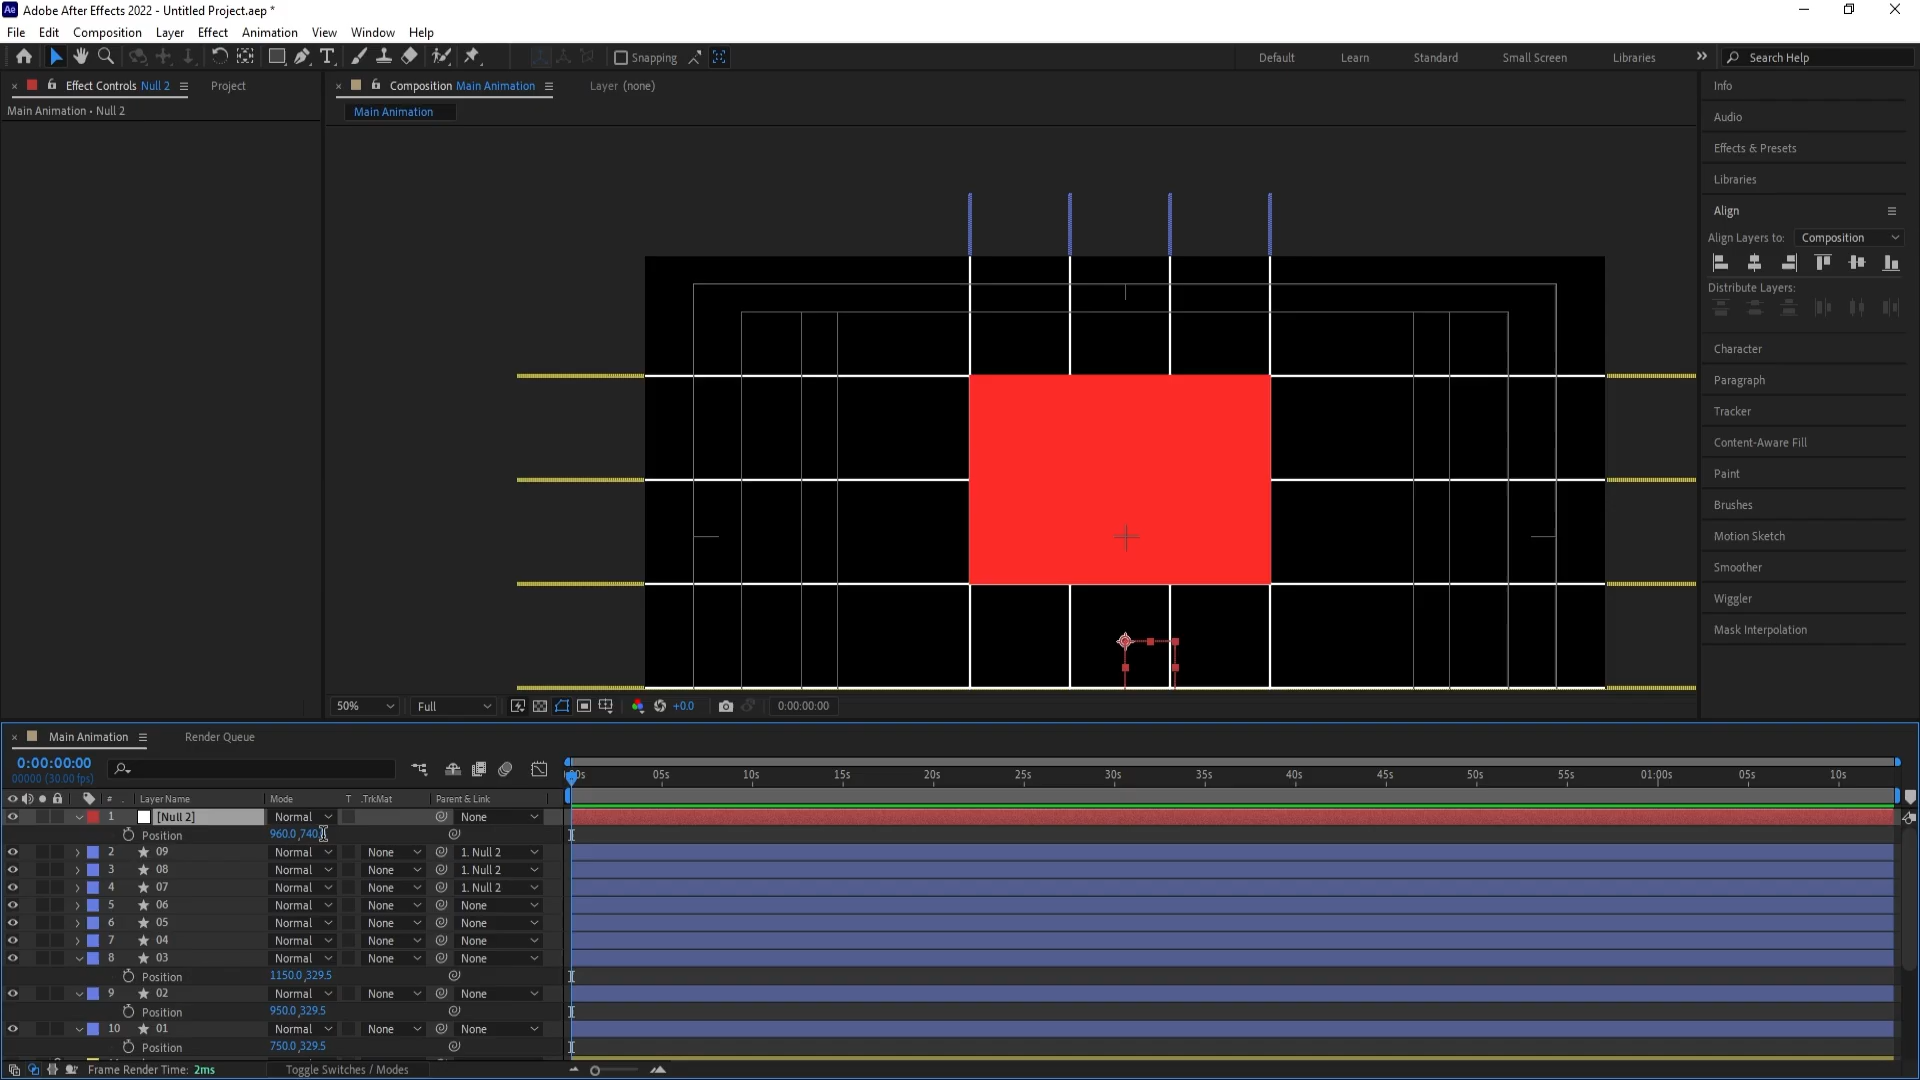 Adobe After Effects 2022 - Untitled Project.aep *
File Edit Composition Layer Effect Animation View Window Help
Snapping
Default Learn Standard Small Screen Libraries Search Help
Effect Controls Null 2 Project
Composition Main Animation Layer (none)
Main Animation • Null 2
Main Animation
Info
Audio
Effects & Presets
Libraries
Align
Align Layers to: Composition
Distribute Layers:
Character
Paragraph
Tracker
Content-Aware Fill
Paint
Brushes
Motion Sketch
Smoother
Wiggler
Mask Interpolation
50% Full +0.0 0:00:00:00
Main Animation Render Queue
0:00:00:00
00000 (30.00 fps)
05s 10s 15s 20s 25s 30s 35s 40s 45s 50s 55s 01:00s 05s 10s
# Layer Name Mode T .TrkMat Parent & Link
1 [Null 2] Normal None
Position 960.0,740
2 09 Normal None 1. Null 2
3 08 Normal None 1. Null 2
4 07 Normal None 1. Null 2
5 06 Normal None None
6 05 Normal None None
7 04 Normal None None
8 03 Normal None None
Position 1150.0,329.5
9 02 Normal None None
Position 950.0,329.5
10 01 Normal None None
Position 750.0,329.5
Frame Render Time: 2ms Toggle Switches / Modes